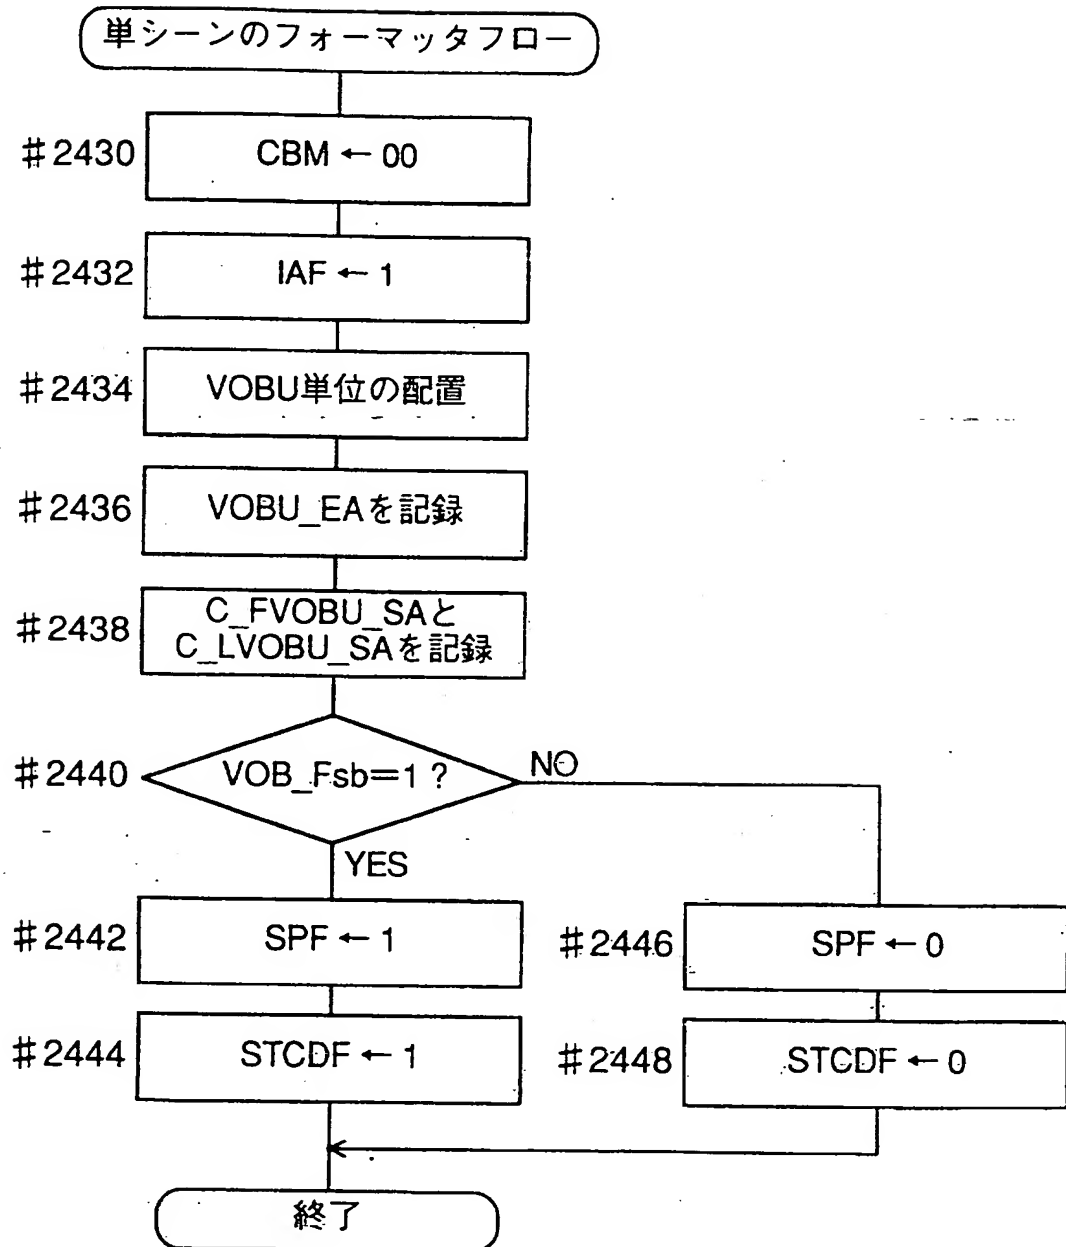 単シーンのフォーマッタフロー
#2430
CBM ← 00
#2432
IAF ← 1
#2434
VOBU単位の配置
#2436
VOBU_EAを記録
#2438
C_FVOBU_SAと
C_LVOBU_SAを記録
#2440
VOB_Fsb=1 ?
NO
YES
#2442
SPF ← 1
#2446
SPF ← 0
#2444
STCDF ← 1
#2448
STCDF ← 0
終了